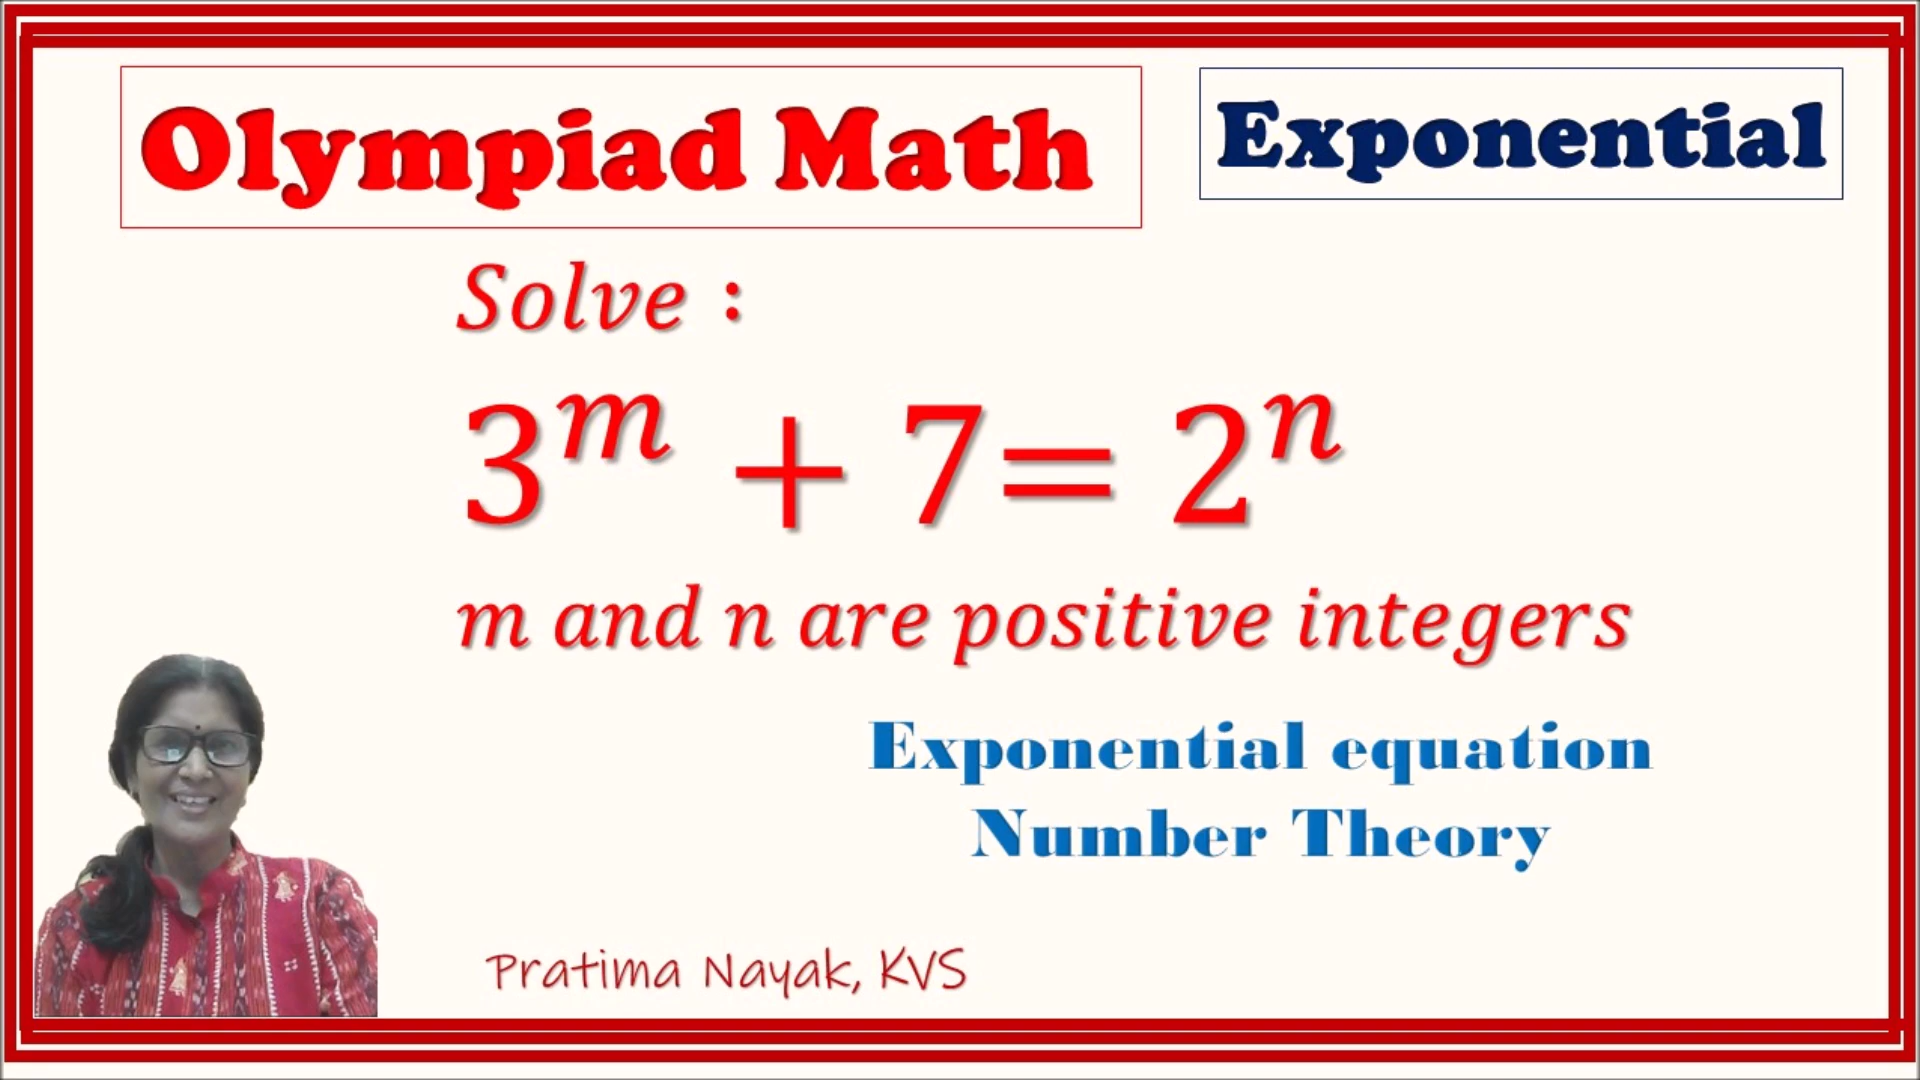 Olympiad Math
Exponential
Solve :
3^m + 7= 2^n
m and n are positive integers
Exponential equation
Number Theory
Pratima Nayak, KVS